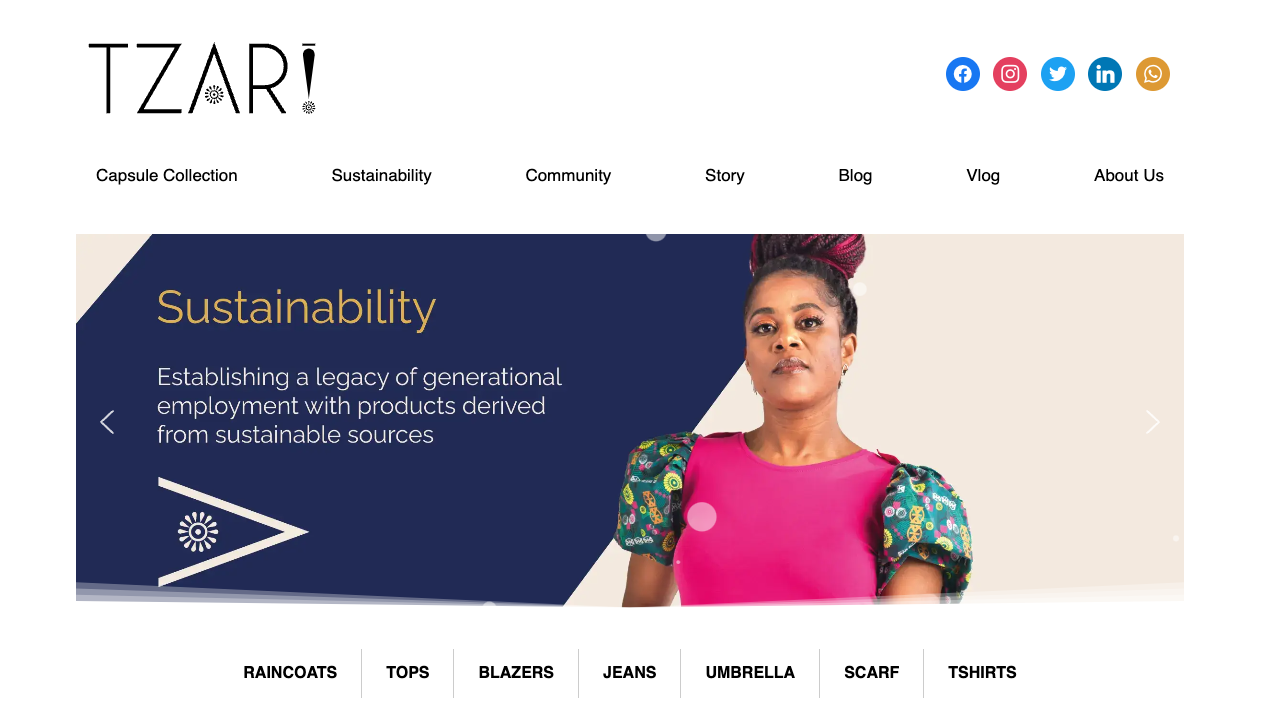 TZAR!
Capsule Collection Sustainability Community Story Blog Vlog About Us
Sustainability
Establishing a legacy of generational
employment with products derived
from sustainable sources
RAINCOATS TOPS BLAZERS JEANS UMBRELLA SCARF TSHIRTS